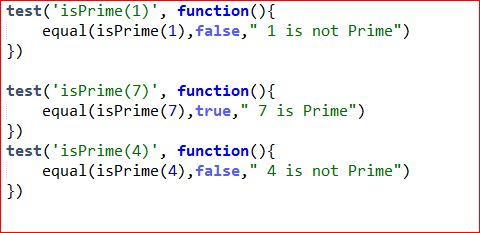 test('isPrime(1)', function(){
    equal(isPrime(1),false," 1 is not Prime")
})

test('isPrime(7)', function(){
    equal(isPrime(7),true," 7 is Prime")
})
test('isPrime(4)', function(){
    equal(isPrime(4),false," 4 is not Prime")
})